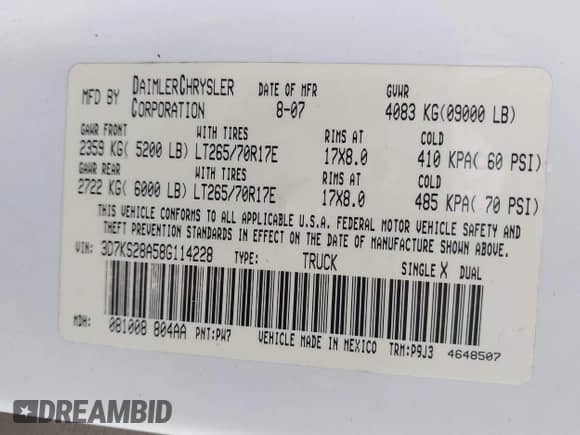 MFD BY DAIMLERCHRYSLER CORPORATION DATE OF MFR 8-07 GVWR 4083 KG(09000 LB)
GAWR FRONT WITH TIRES RIMS AT COLD
2359 KG( 5200 LB) LT265/70R17E 17X8.0 410 KPA( 60 PSI)
GAWR REAR WITH TIRES RIMS AT COLD
2722 KG( 6000 LB) LT265/70R17E 17X8.0 485 KPA( 70 PSI)
THIS VEHICLE CONFORMS TO ALL APPLICABLE U.S.A. FEDERAL MOTOR VEHICLE SAFETY AND
THEFT PREVENTION STANDARDS IN EFFECT ON THE DATE OF MANUFACTURE SHOWN ABOVE.
VIN: 3D7KS28A58G114228 TYPE: TRUCK SINGLE X DUAL
MDH: 081008 804AA PNT:PW7 VEHICLE MADE IN MEXICO TRM:P9J3 4648507
DREAMBID